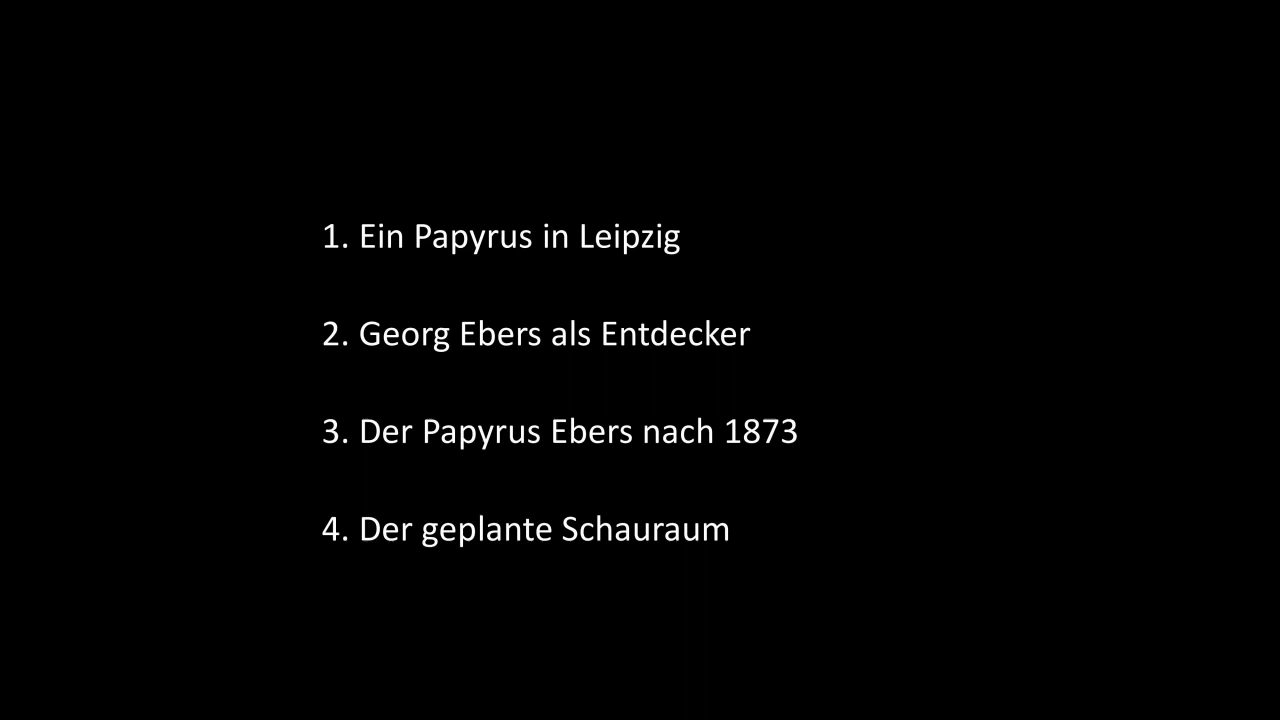 1. Ein Papyrus in Leipzig
2. Georg Ebers als Entdecker
3. Der Papyrus Ebers nach 1873
4. Der geplante Schauraum